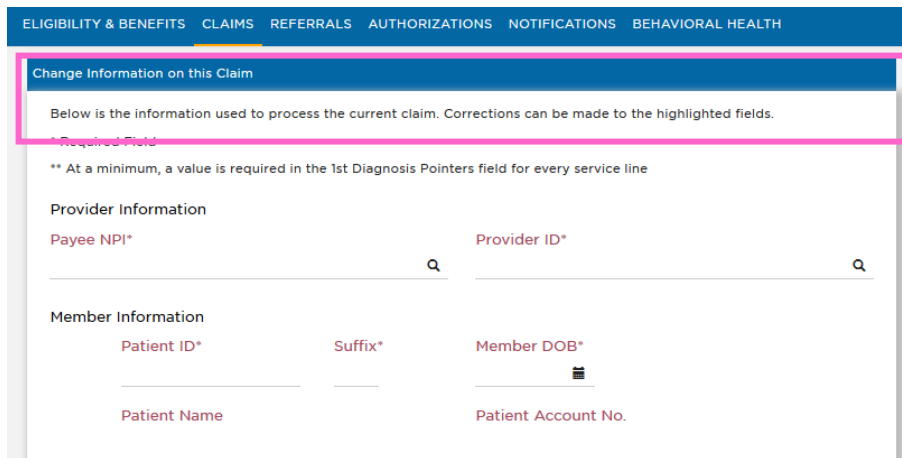 ELIGIBILITY & BENEFITS CLAIMS REFERRALS AUTHORIZATIONS NOTIFICATIONS BEHAVIORAL HEALTH
Change Information on this Claim
Below is the information used to process the current claim. Corrections can be made to the highlighted fields.
* Required Field
** At a minimum, a value is required in the 1st Diagnosis Pointers field for every service line
Provider Information
Payee NPI* Provider ID*
Member Information
Patient ID* Suffix* Member DOB*
Patient Name Patient Account No.